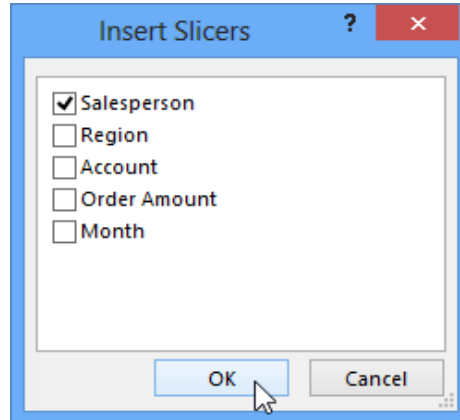 Insert Slicers ? ×
Salesperson
Region
Account
Order Amount
Month
OK Cancel